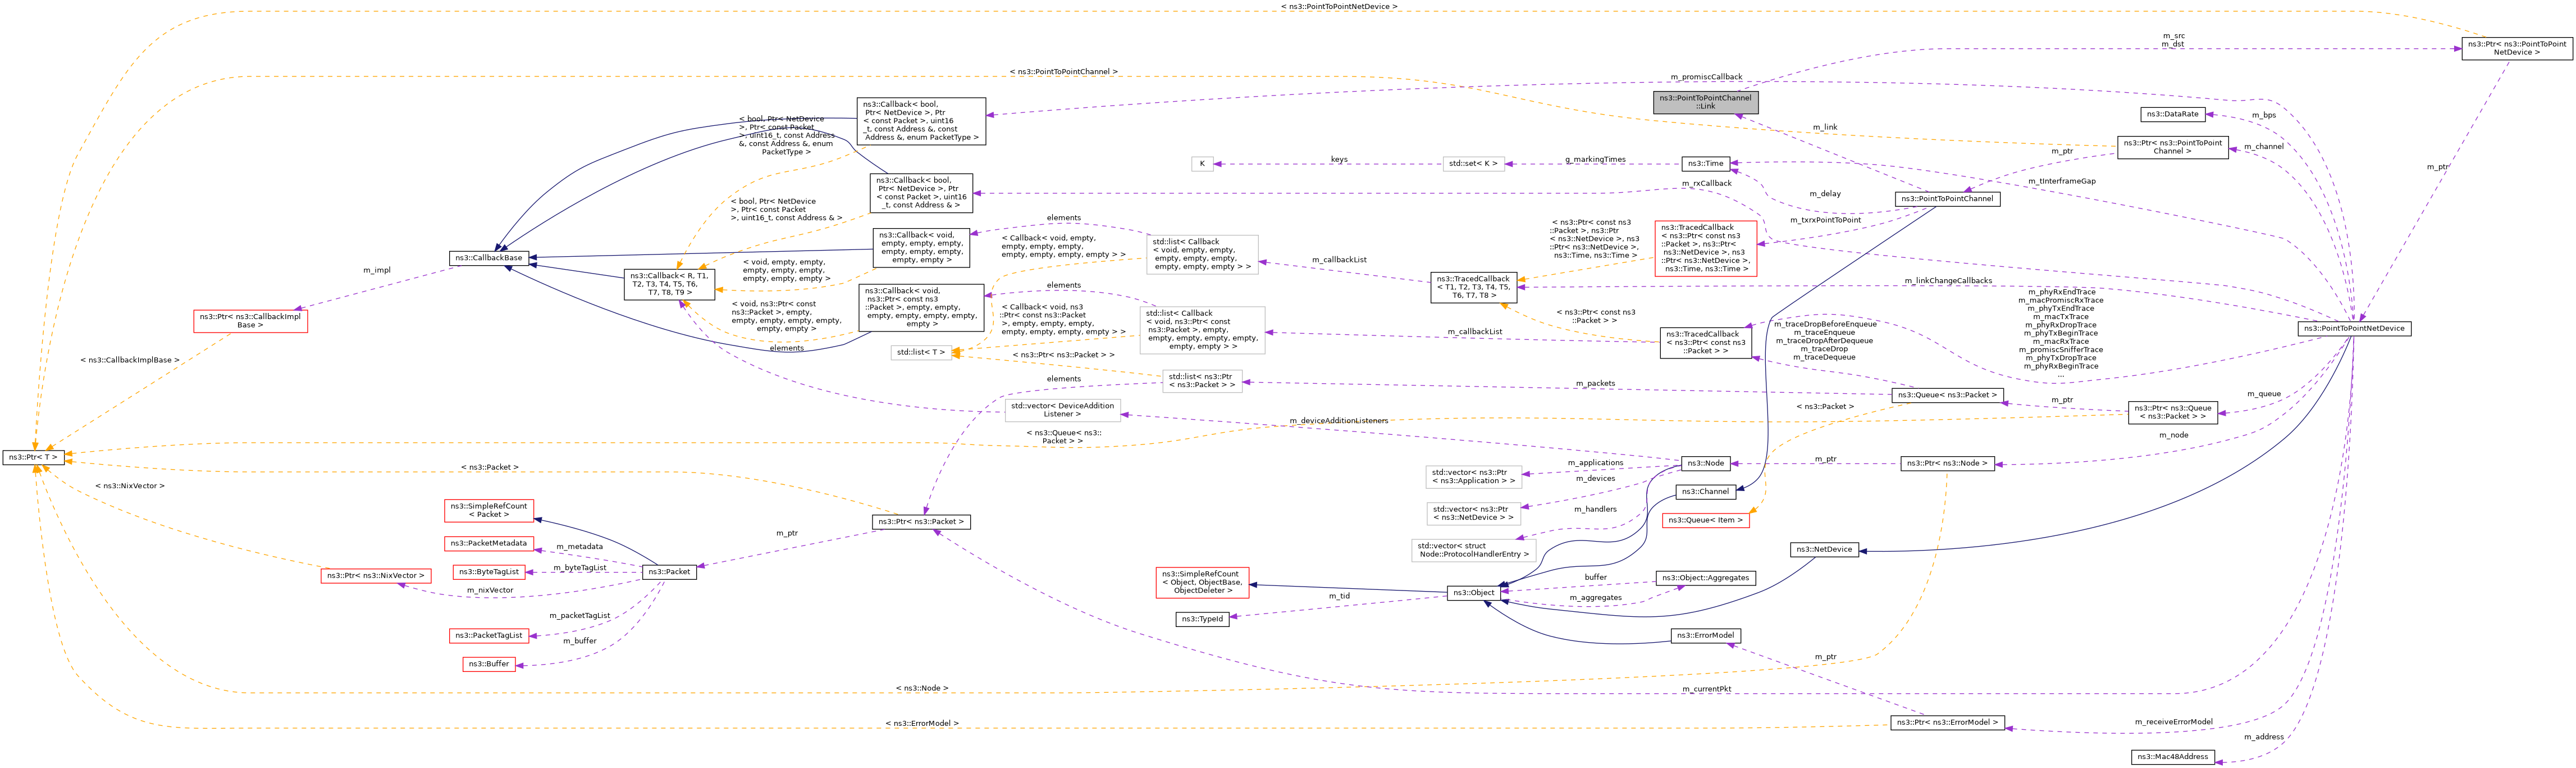 < ns3::PointToPointNetDevice >
m_src
m_dst
ns3::Ptr< ns3::PointToPoint
NetDevice >
< ns3::PointToPointChannel >
m_promiscCallback
ns3::PointToPointChannel
::Link
ns3::Callback< bool,
Ptr< NetDevice >, Ptr
< const Packet >, uint16
_t, const Address &, const
Address &, enum PacketType >
< bool, Ptr< NetDevice
>, Ptr< const Packet
>, uint16_t, const Address
&, const Address &, enum
PacketType >
m_link
ns3::DataRate
m_bps
ns3::Ptr< ns3::PointToPoint
Channel >
m_channel
m_ptr
K
keys
std::set< K >
g_markingTimes
ns3::Time
m_ptr
m_tInterframeGap
ns3::Callback< bool,
Ptr< NetDevice >, Ptr
< const Packet >, uint16
_t, const Address & >
m_rxCallback
m_delay
ns3::PointToPointChannel
< bool, Ptr< NetDevice
>, Ptr< const Packet
>, uint16_t, const Address & >
elements
m_txrxPointToPoint
ns3::Callback< void,
empty, empty, empty,
empty, empty, empty,
empty, empty >
< Callback< void, empty,
empty, empty, empty,
empty, empty, empty, empty > >
std::list< Callback
< void, empty, empty,
empty, empty, empty,
empty, empty, empty > >
< ns3::Ptr< const ns3
::Packet >, ns3::Ptr
< ns3::NetDevice >, ns3
::Ptr< ns3::NetDevice >,
ns3::Time, ns3::Time >
ns3::TracedCallback
< ns3::Ptr< const ns3
::Packet >, ns3::Ptr<
ns3::NetDevice >, ns3
::Ptr< ns3::NetDevice >,
ns3::Time, ns3::Time >
ns3::CallbackBase
m_impl
ns3::Callback< R, T1,
T2, T3, T4, T5, T6,
T7, T8, T9 >
< void, empty, empty,
empty, empty, empty,
empty, empty, empty >
m_callbackList
ns3::TracedCallback
< T1, T2, T3, T4, T5,
T6, T7, T8 >
m_linkChangeCallbacks
elements
ns3::Callback< void,
ns3::Ptr< const ns3
::Packet >, empty, empty,
empty, empty, empty, empty,
empty >
< void, ns3::Ptr< const
ns3::Packet >, empty,
empty, empty, empty, empty,
empty, empty >
< Callback< void, ns3
::Ptr< const ns3::Packet
>, empty, empty, empty,
empty, empty, empty, empty > >
std::list< Callback
< void, ns3::Ptr< const
ns3::Packet >, empty,
empty, empty, empty, empty,
empty, empty > >
ns3::Ptr< ns3::CallbackImpl
Base >
m_phyRxEndTrace
m_macPromiscRxTrace
m_phyTxEndTrace
m_macTxTrace
m_phyRxDropTrace
m_phyTxBeginTrace
m_macRxTrace
m_promiscSnifferTrace
m_phyTxDropTrace
m_phyRxBeginTrace
...
ns3::PointToPointNetDevice
< ns3::Ptr< const ns3
::Packet > >
m_callbackList
ns3::TracedCallback
< ns3::Ptr< const ns3
::Packet > >
m_traceDropBeforeEnqueue
m_traceEnqueue
m_traceDropAfterDequeue
m_traceDrop
m_traceDequeue
elements
std::list< T >
< ns3::Ptr< ns3::Packet > >
< ns3::CallbackImplBase >
elements
std::list< ns3::Ptr
< ns3::Packet > >
m_packets
ns3::Queue< ns3::Packet >
m_ptr
m_queue
ns3::Ptr< ns3::Queue
< ns3::Packet > >
std::vector< DeviceAddition
Listener >
m_deviceAdditionListeners
< ns3::Packet >
< ns3::Queue< ns3::
Packet > >
m_node
ns3::Ptr< T >
< ns3::Packet >
std::vector< ns3::Ptr
< ns3::Application > >
m_applications
ns3::Node
m_ptr
ns3::Ptr< ns3::Node >
m_devices
< ns3::NixVector >
ns3::Channel
ns3::SimpleRefCount
< Packet >
std::vector< ns3::Ptr
< ns3::NetDevice > >
m_handlers
ns3::Ptr< ns3::Packet >
ns3::Queue< Item >
m_ptr
ns3::PacketMetadata
m_metadata
std::vector< struct
Node::ProtocolHandlerEntry >
ns3::NetDevice
ns3::Ptr< ns3::NixVector >
ns3::ByteTagList
m_byteTagList
ns3::Packet
ns3::SimpleRefCount
< Object, ObjectBase,
ObjectDeleter >
buffer
ns3::Object::Aggregates
m_nixVector
ns3::Object
m_aggregates
m_tid
ns3::TypeId
m_packetTagList
ns3::PacketTagList
ns3::ErrorModel
m_buffer
ns3::Buffer
m_ptr
< ns3::Node >
m_currentPkt
< ns3::ErrorModel >
ns3::Ptr< ns3::ErrorModel >
m_receiveErrorModel
m_address
ns3::Mac48Address